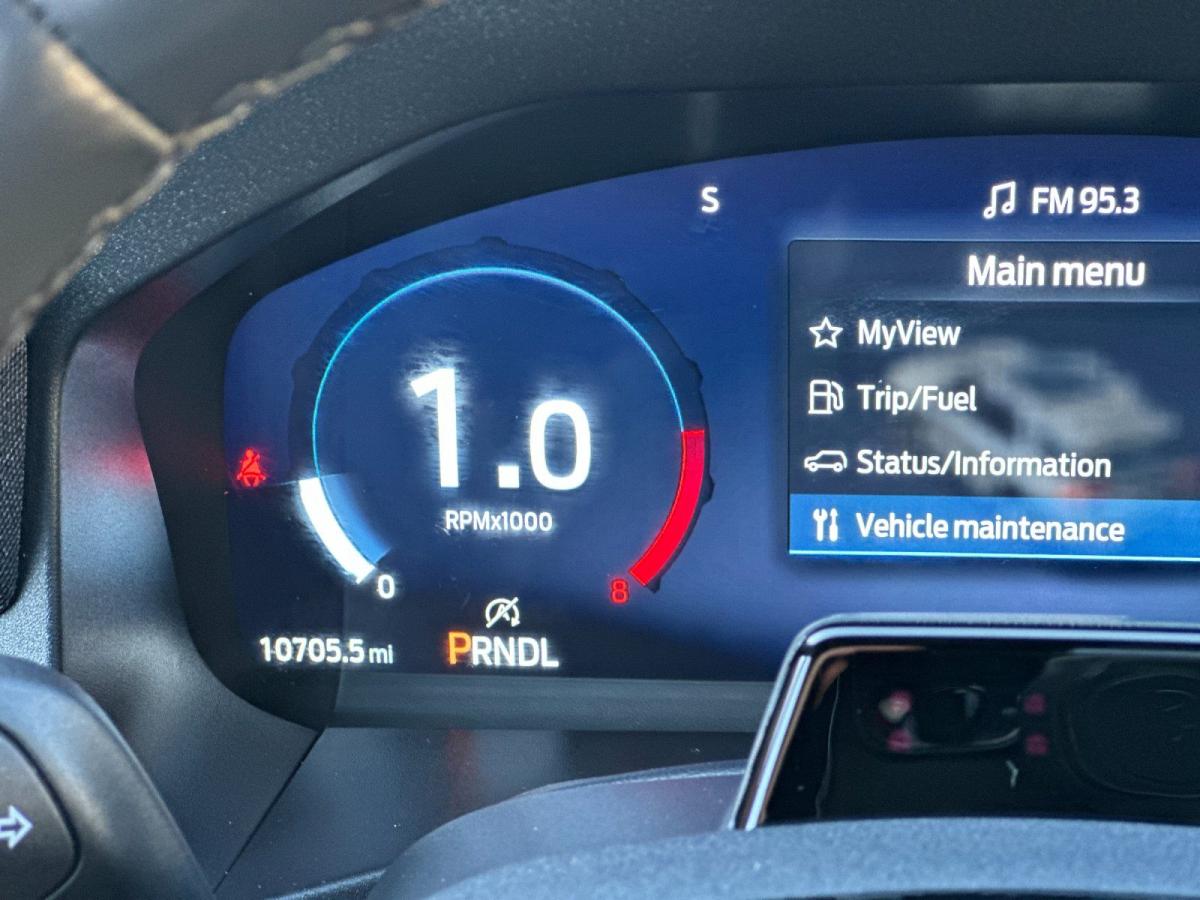 S
FM 95.3
Main menu
MyView
Trip/Fuel
Status/Information
Vehicle maintenance
1.0
RPMx1000
0
8
10705.5 mi
PRNDL